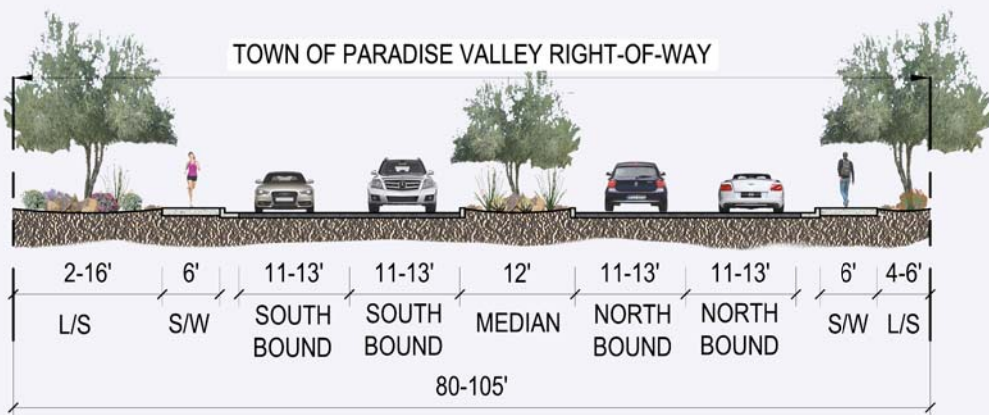 TOWN OF PARADISE VALLEY RIGHT-OF-WAY
2-16' 6' 11-13' 11-13' 12' 11-13' 11-13' 6' 4-6'
L/S S/W SOUTH BOUND SOUTH BOUND MEDIAN NORTH BOUND NORTH BOUND S/W L/S
80-105'